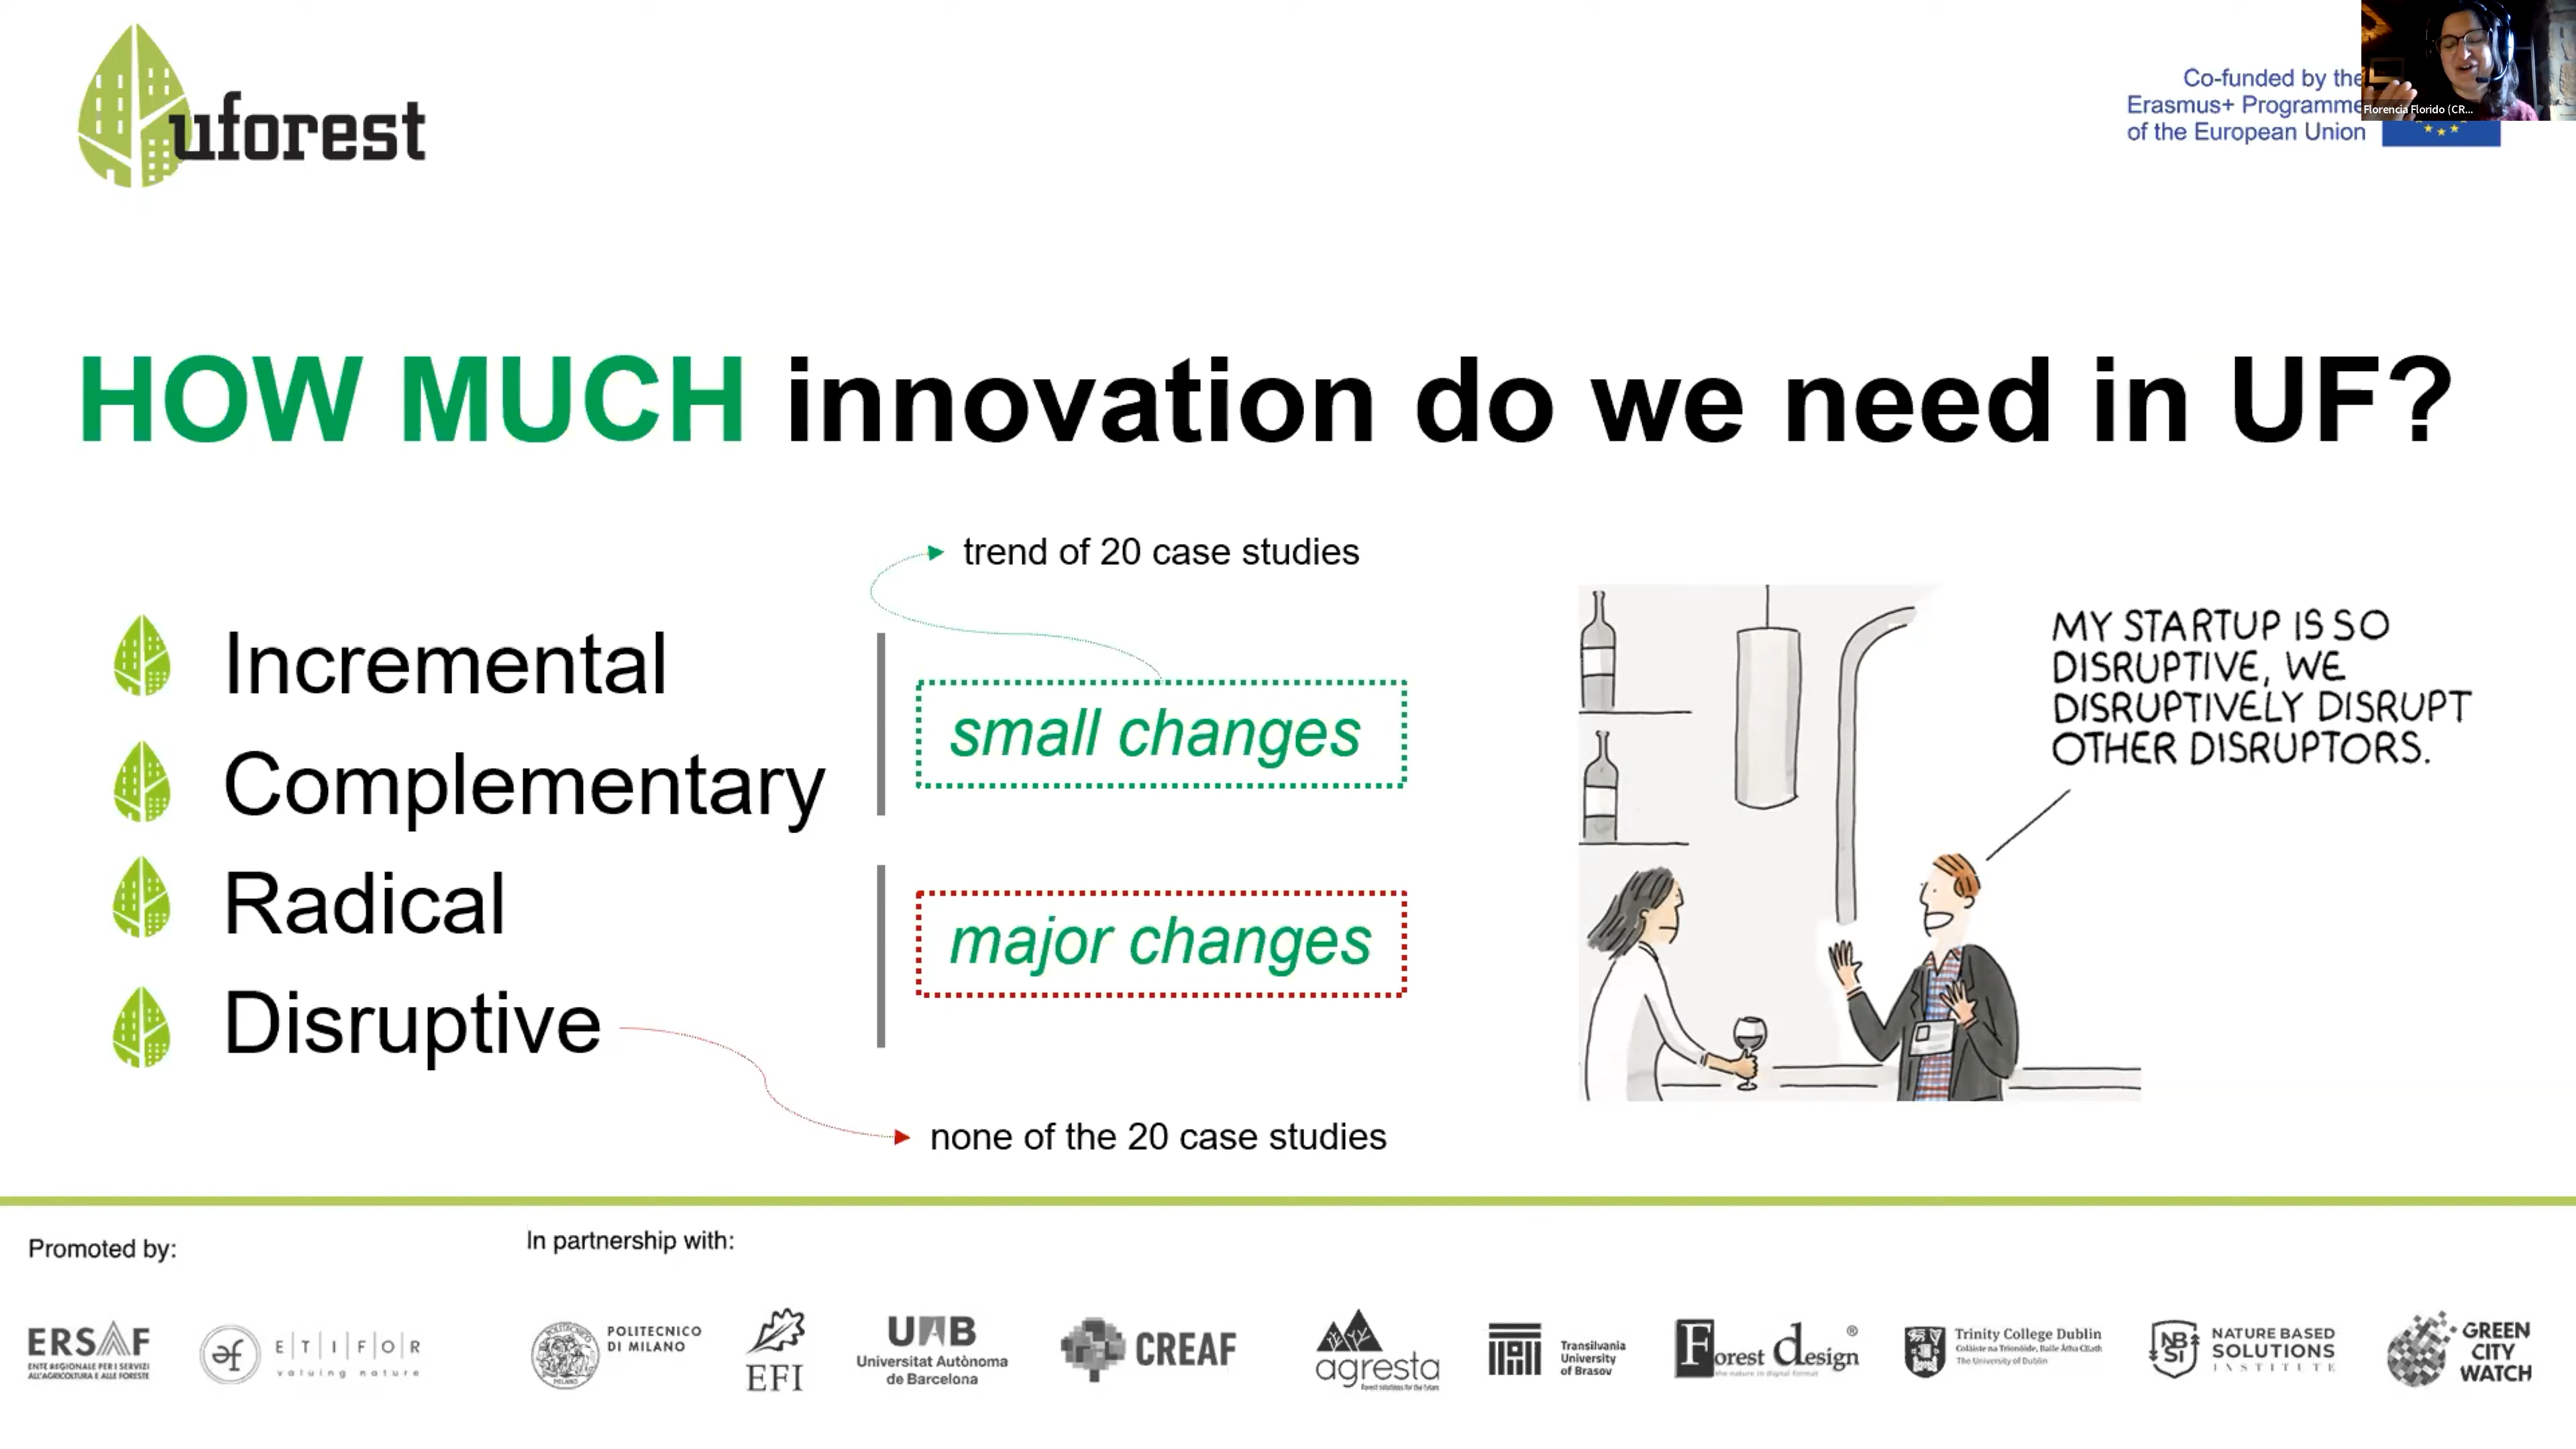 uforest
Co-funded by the
Erasmus+ Programme
of the European Union
Florencia Florido (CR...
HOW MUCH innovation do we need in UF?
trend of 20 case studies
Incremental
Complementary
small changes
Radical
Disruptive
major changes
none of the 20 case studies
MY STARTUP IS SO
DISRUPTIVE, WE
DISRUPTIVELY DISRUPT
OTHER DISRUPTORS.
Promoted by:
In partnership with:
ERSAF
ENTE REGIONALE PER I SERVIZI
ALL'AGRICOLTURA E ALLE FORESTE
ef
E|T|I|F|O|R
valuing nature
POLITECNICO
DI MILANO
EFI
UAB
Universitat Autònoma
de Barcelona
CREAF
agresta
Transilvania
University
of Brasov
Forest design ®
the nature in digital format
Trinity College Dublin
Coláiste na Tríonóide, Baile Átha Cliath
The University of Dublin
NB
SI
NATURE BASED
SOLUTIONS
INSTITUTE
GREEN
CITY
WATCH